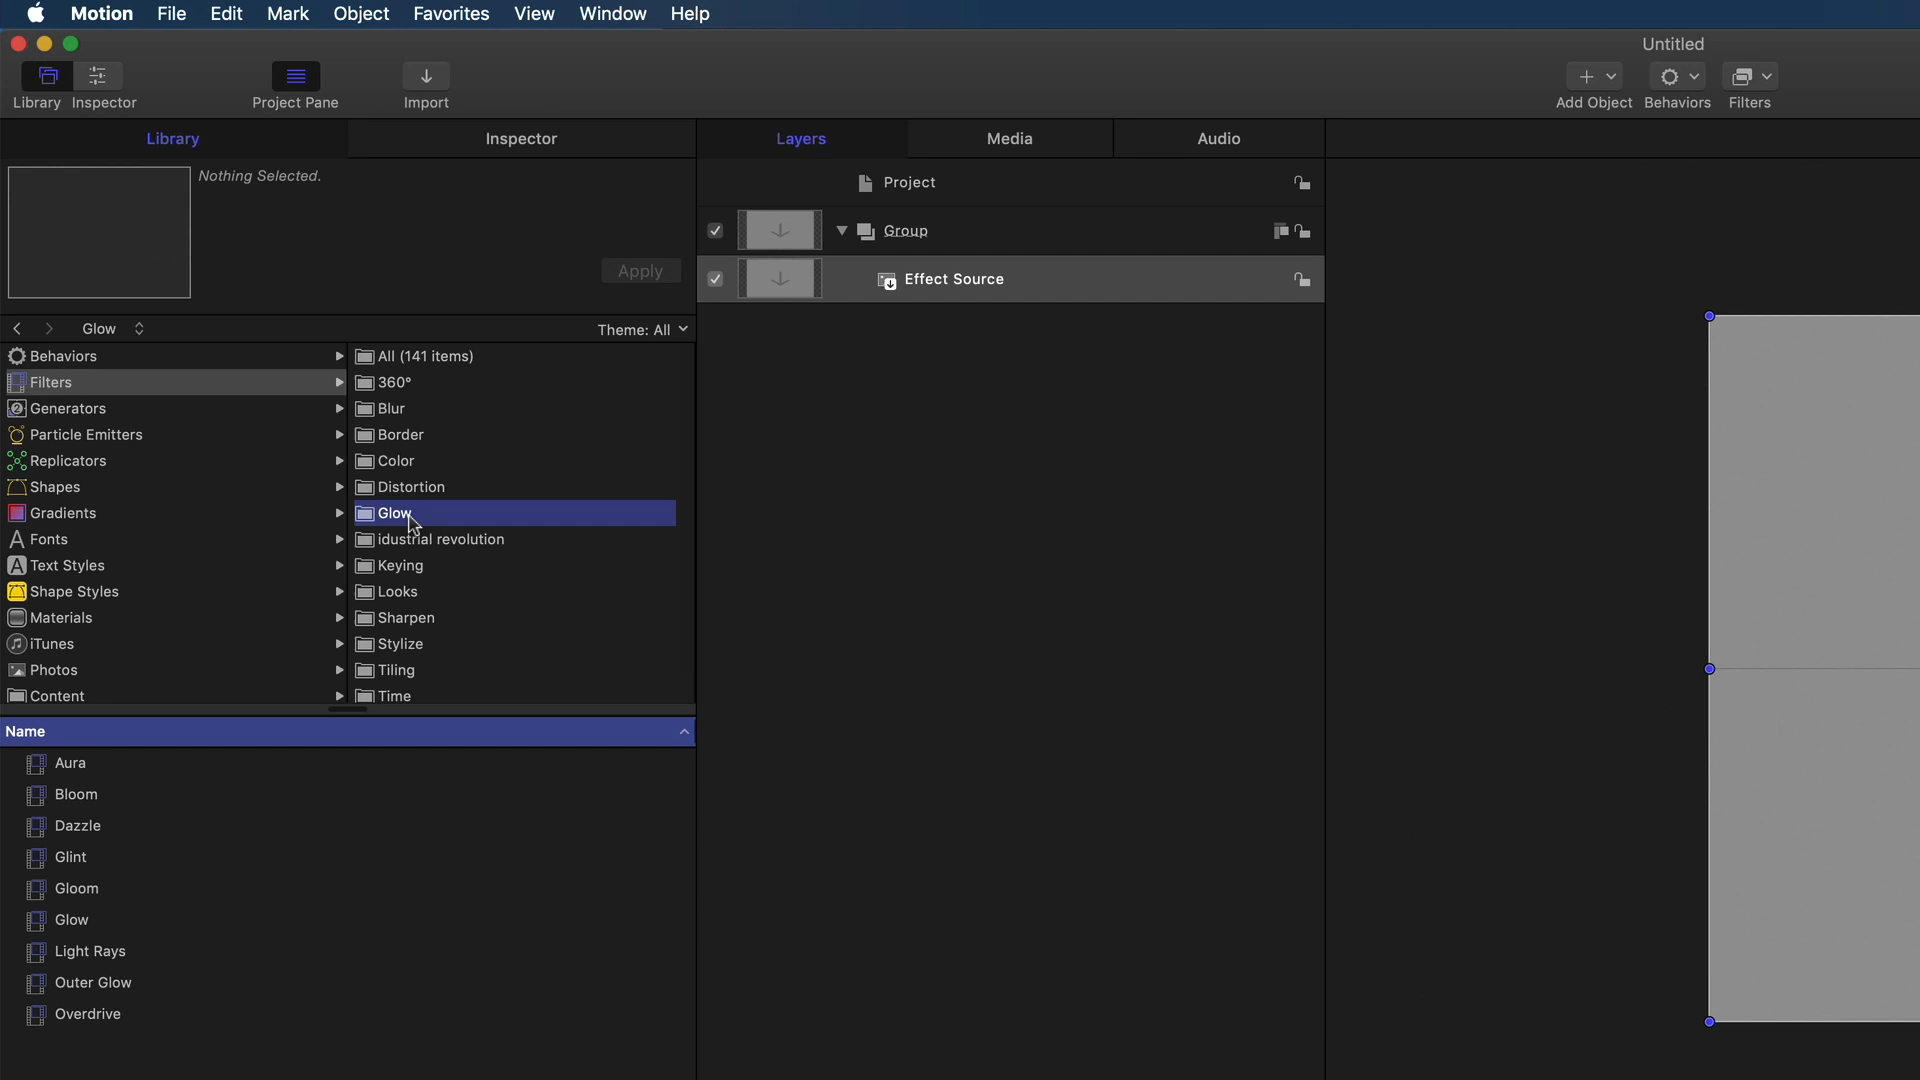 Motion File Edit Mark Object Favorites View Window Help
Untitled
Library Inspector Project Pane Import Add Object Behaviors Filters
Library Inspector Layers Media Audio
Nothing Selected.
Apply
Project
Group
Effect Source
Glow Theme: All
Behaviors
Filters
Generators
Particle Emitters
Replicators
Shapes
Gradients
Fonts
Text Styles
Shape Styles
Materials
iTunes
Photos
Content
All (141 items)
360°
Blur
Border
Color
Distortion
Glow
idustrial revolution
Keying
Looks
Sharpen
Stylize
Tiling
Time
Name
Aura
Bloom
Dazzle
Glint
Gloom
Glow
Light Rays
Outer Glow
Overdrive